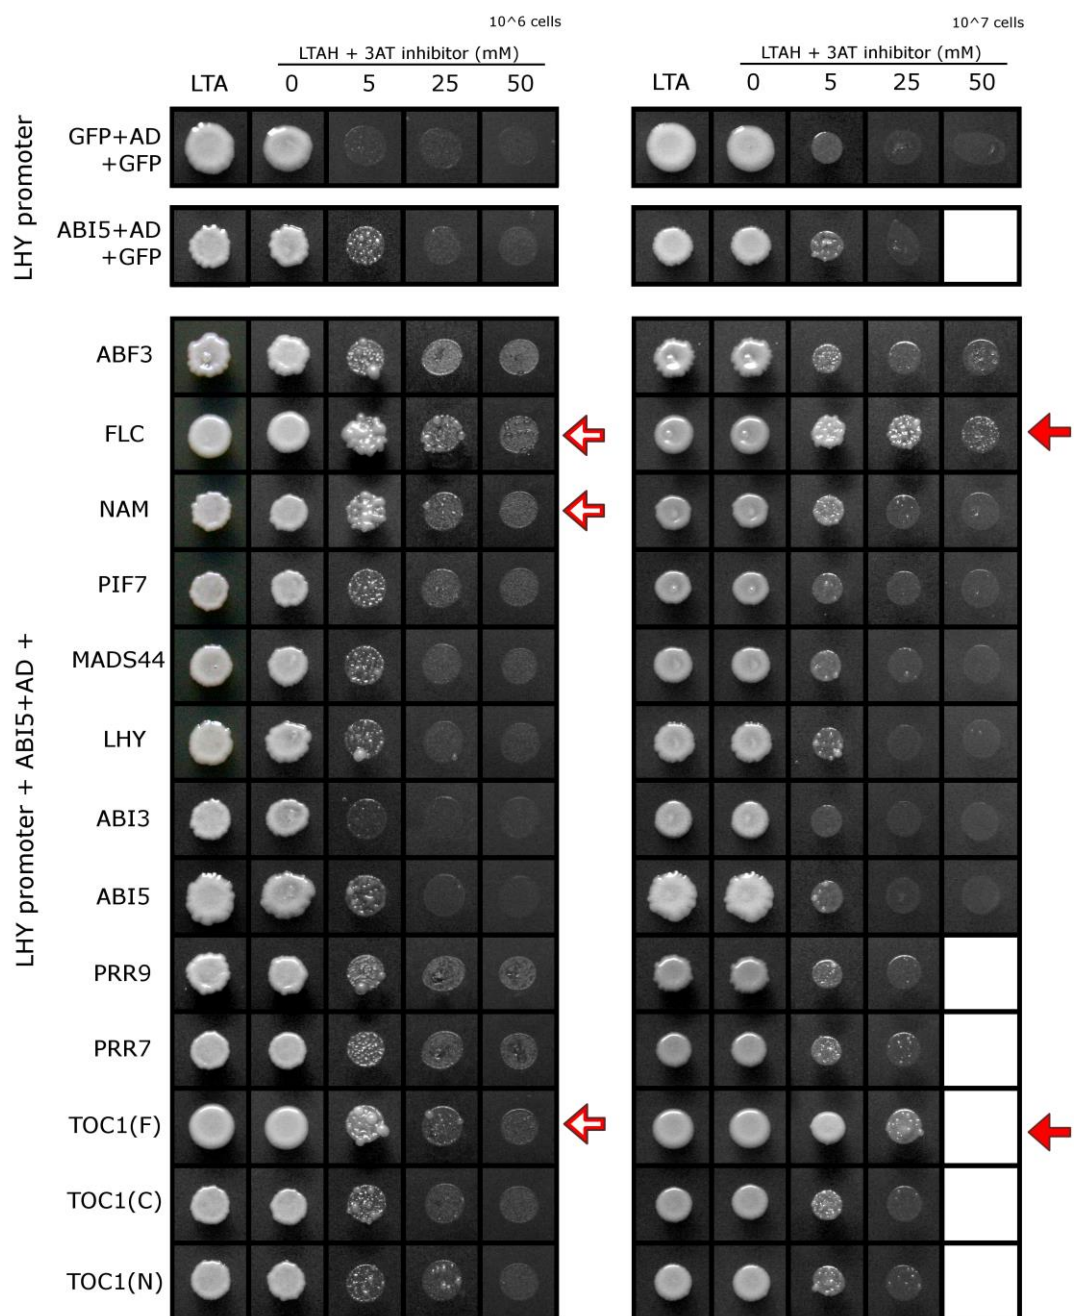 10^6 cells
10^7 cells
LTAH + 3AT inhibitor (mM)
LTAH + 3AT inhibitor (mM)
LTA 0 5 25 50
LTA 0 5 25 50
LHY promoter
GFP+AD
+GFP
ABI5+AD
+GFP
LHY promoter + ABI5+AD +
ABF3
FLC
NAM
PIF7
MADS44
LHY
ABI3
ABI5
PRR9
PRR7
TOC1(F)
TOC1(C)
TOC1(N)